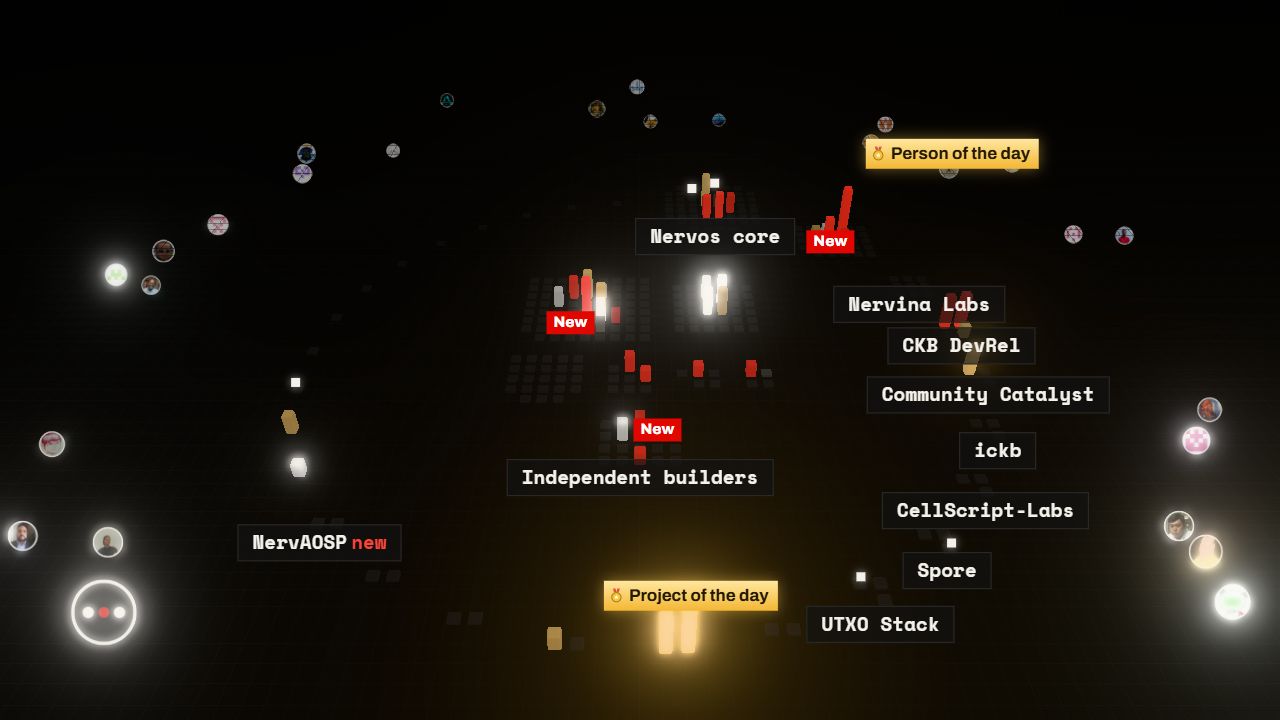 Person of the day
Nervos core
New
Nervina Labs
New
CKB DevRel
Community Catalyst
New
ickb
Independent builders
CellScript-Labs
NervAOSP new
Spore
Project of the day
UTXO Stack